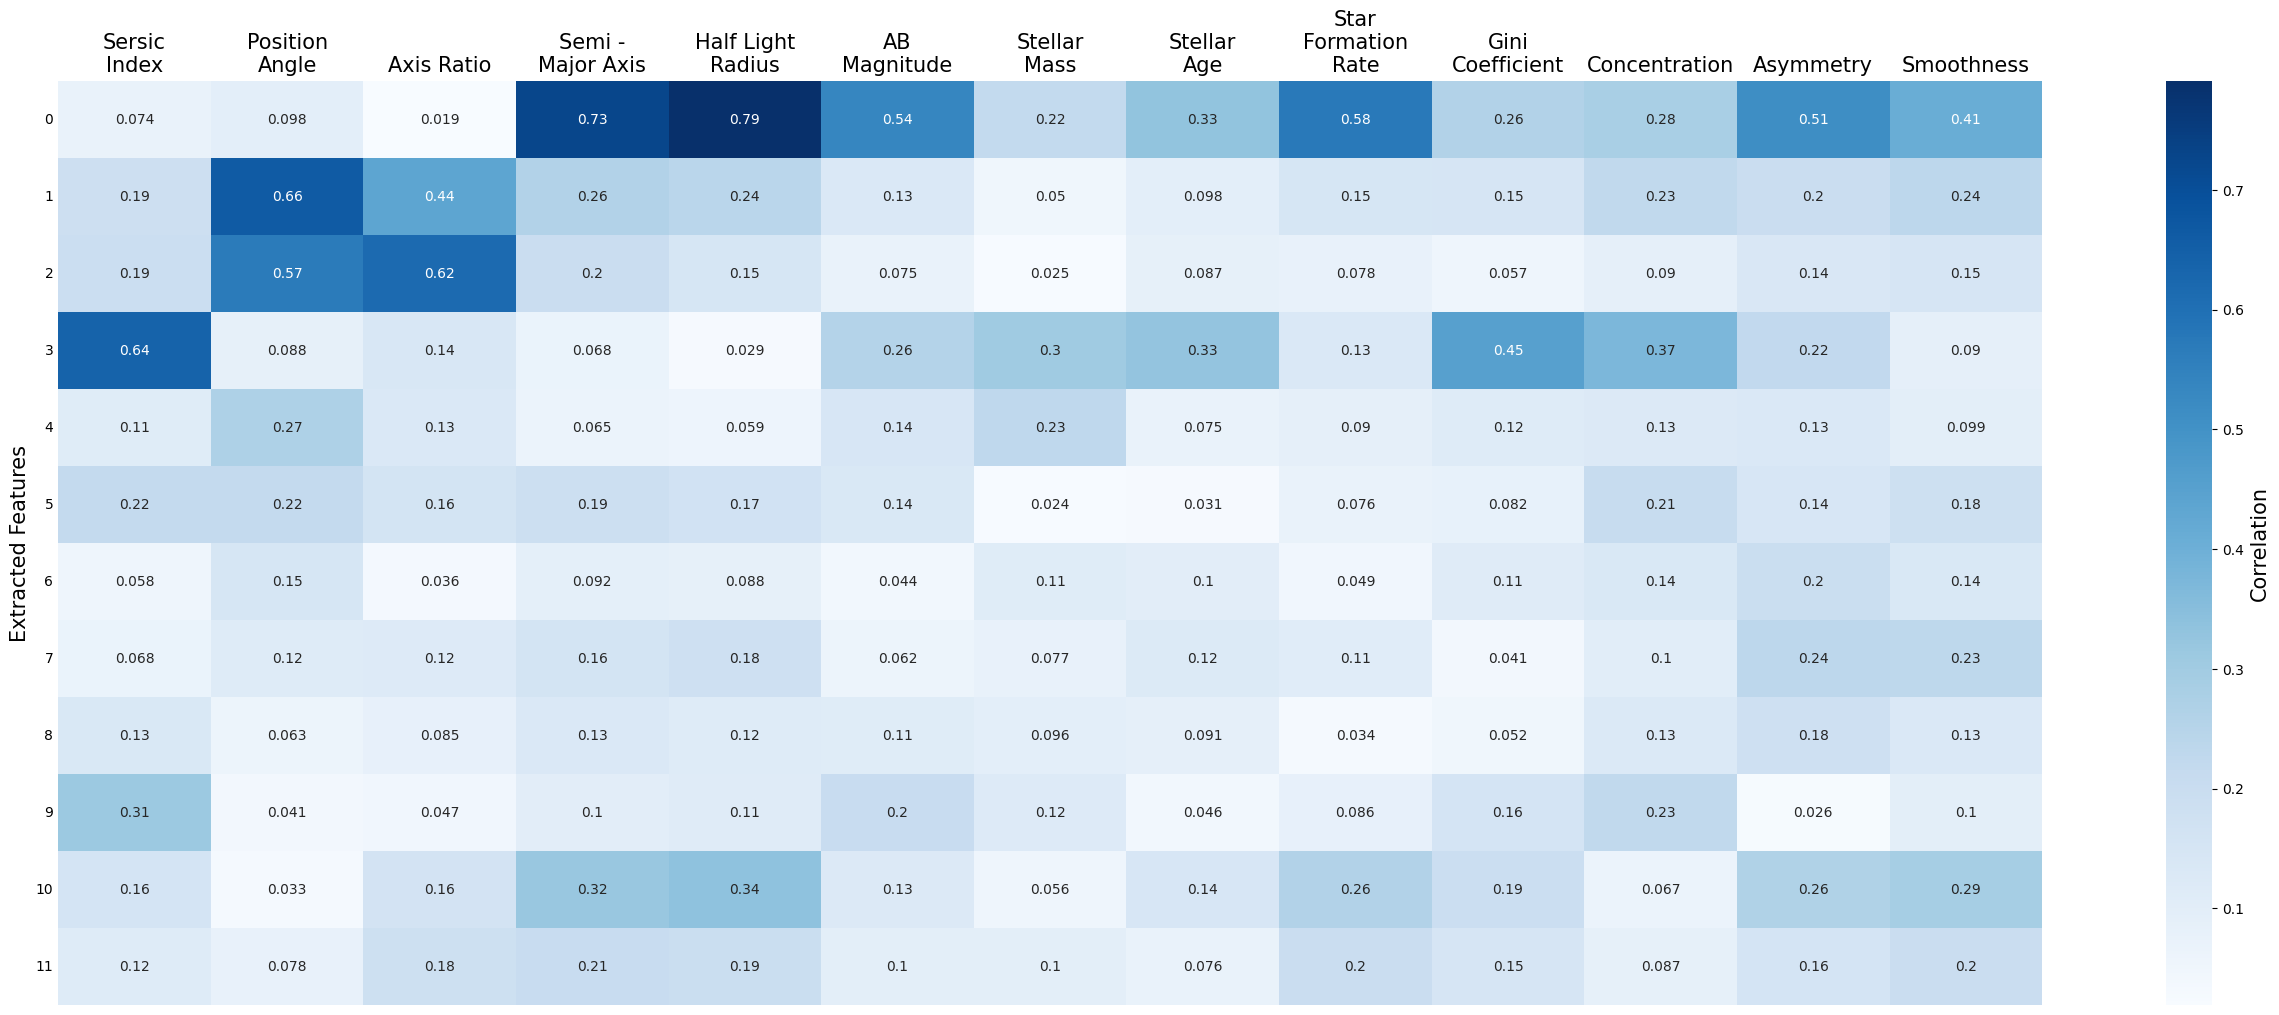 Sersic
Index
Position
Angle
Axis Ratio
Semi -
Major Axis
Half Light
Radius
AB
Magnitude
Stellar
Mass
Stellar
Age
Star
Formation
Rate
Gini
Coefficient
Concentration
Asymmetry
Smoothness
0 0.074 0.098 0.019 0.73 0.79 0.54 0.22 0.33 0.58 0.26 0.28 0.51 0.41
1 0.19 0.66 0.44 0.26 0.24 0.13 0.05 0.098 0.15 0.15 0.23 0.2 0.24
2 0.19 0.57 0.62 0.2 0.15 0.075 0.025 0.087 0.078 0.057 0.09 0.14 0.15
3 0.64 0.088 0.14 0.068 0.029 0.26 0.3 0.33 0.13 0.45 0.37 0.22 0.09
4 0.11 0.27 0.13 0.065 0.059 0.14 0.23 0.075 0.09 0.12 0.13 0.13 0.099
5 0.22 0.22 0.16 0.19 0.17 0.14 0.024 0.031 0.076 0.082 0.21 0.14 0.18
6 0.058 0.15 0.036 0.092 0.088 0.044 0.11 0.1 0.049 0.11 0.14 0.2 0.14
7 0.068 0.12 0.12 0.16 0.18 0.062 0.077 0.12 0.11 0.041 0.1 0.24 0.23
8 0.13 0.063 0.085 0.13 0.12 0.11 0.096 0.091 0.034 0.052 0.13 0.18 0.13
9 0.31 0.041 0.047 0.1 0.11 0.2 0.12 0.046 0.086 0.16 0.23 0.026 0.1
10 0.16 0.033 0.16 0.32 0.34 0.13 0.056 0.14 0.26 0.19 0.067 0.26 0.29
11 0.12 0.078 0.18 0.21 0.19 0.1 0.1 0.076 0.2 0.15 0.087 0.16 0.2
Extracted Features
0.7
0.6
0.5
0.4
0.3
0.2
0.1
Correlation